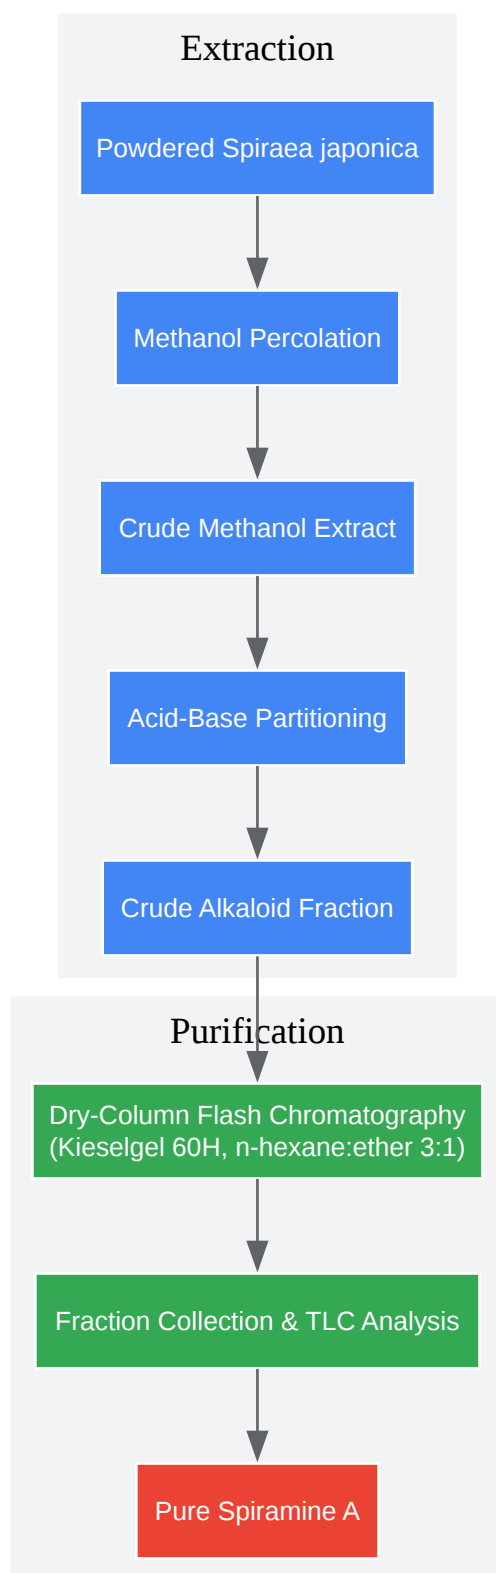 Extraction
Powdered Spiraea japonica
Methanol Percolation
Crude Methanol Extract
Acid-Base Partitioning
Crude Alkaloid Fraction
Purification
Dry-Column Flash Chromatography
(Kieselgel 60H, n-hexane:ether 3:1)
Fraction Collection & TLC Analysis
Pure Spiramine A